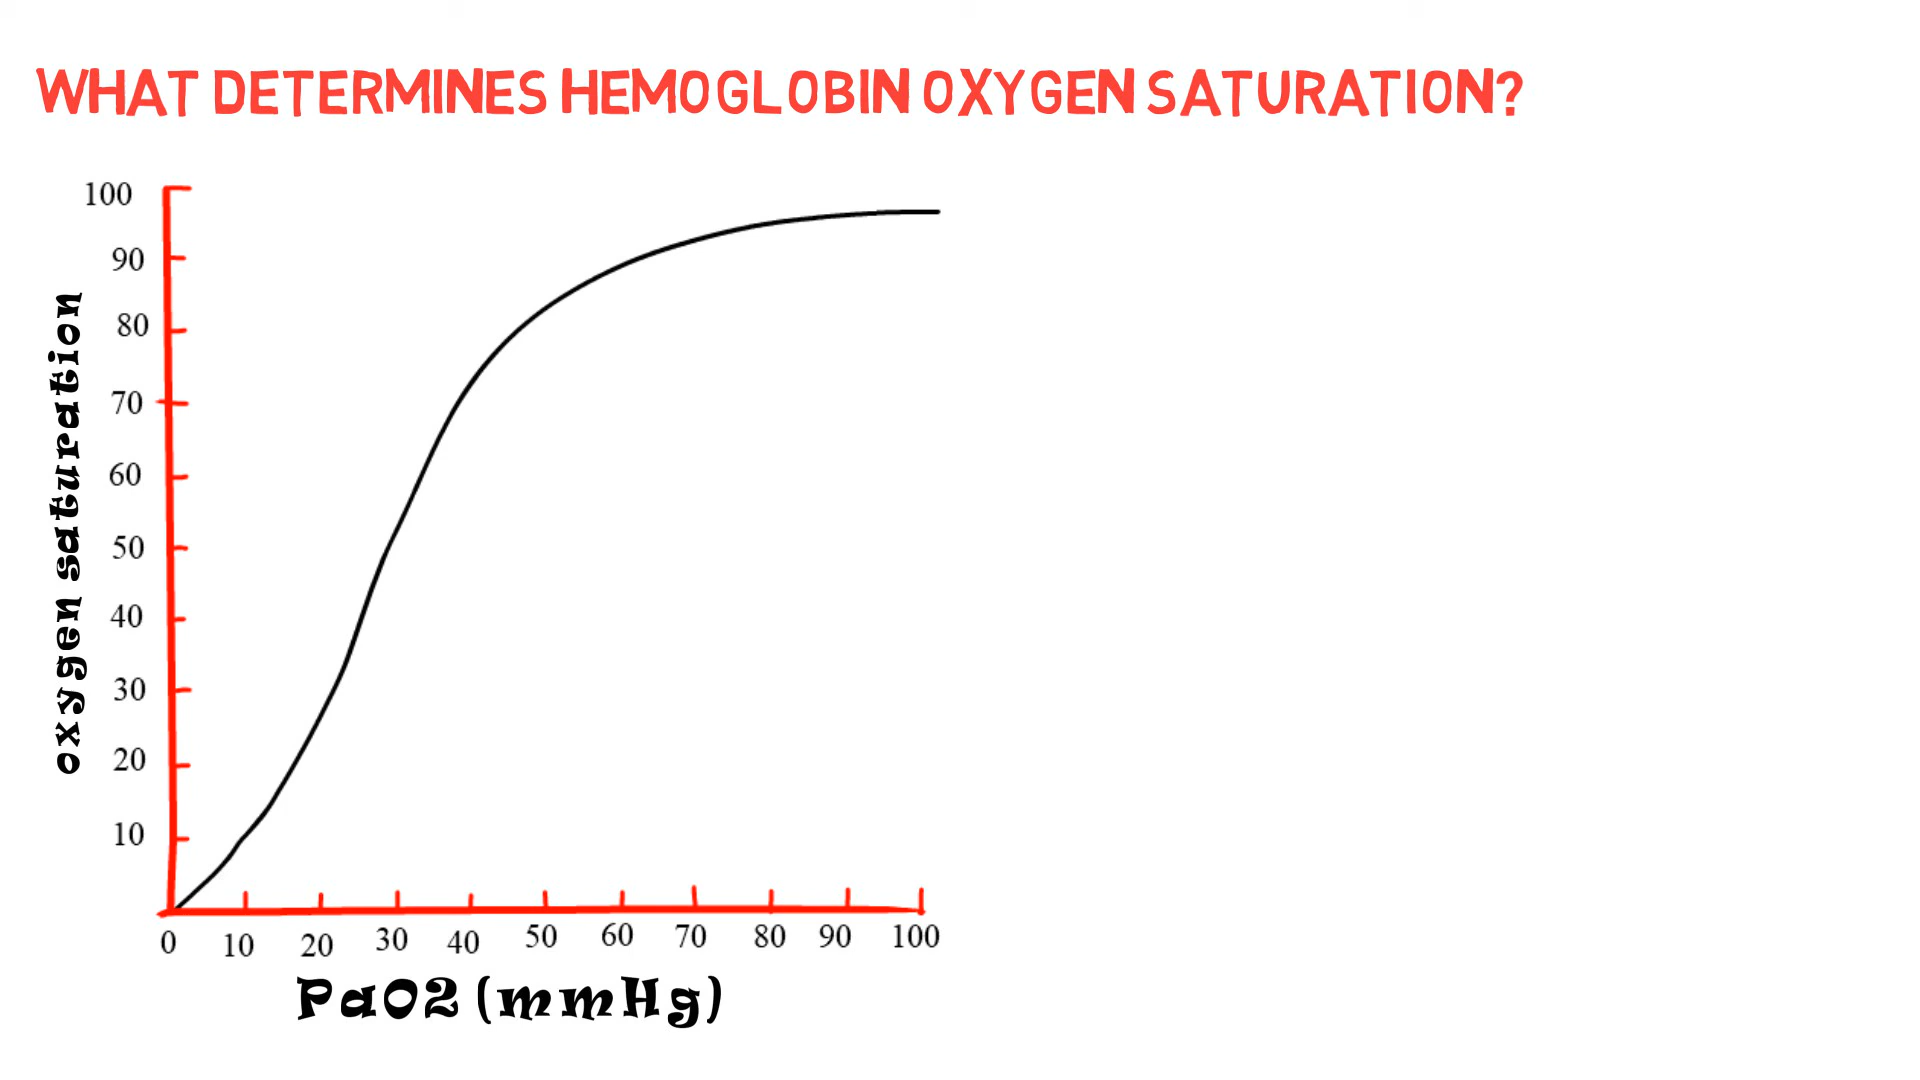 WHAT DETERMINES HEMOGLOBIN OXYGEN SATURATION?
100
90
80
70
60
50
40
30
20
10
oxygen saturation
0 10 20 30 40 50 60 70 80 90 100
PaO2 (mmHg)